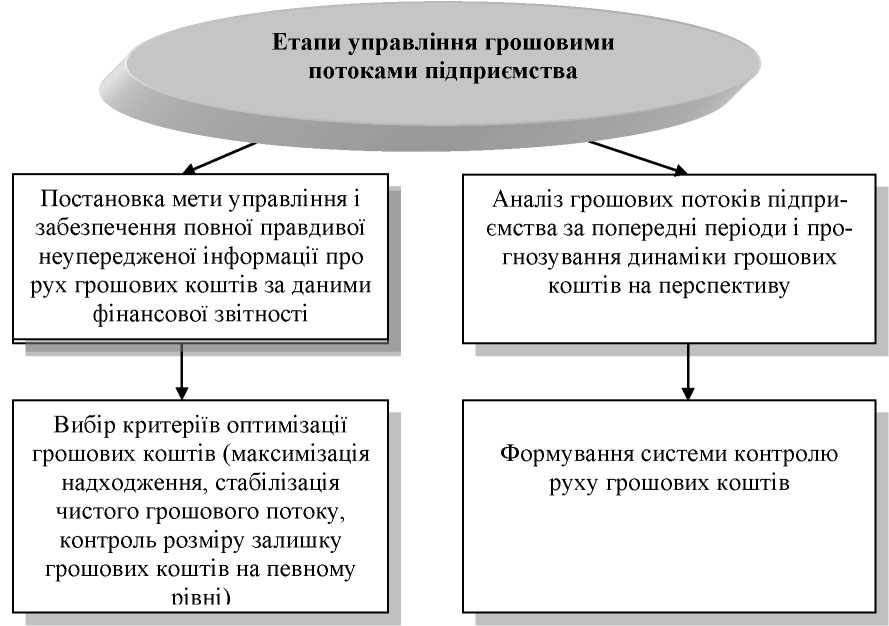 Етапи управління грошовими
потоками підприємства
Постановка мети управління і
забезпечення повної правдивої
неупередженої інформації про
рух грошових коштів за даними
фінансової звітності
Аналіз грошових потоків підпри-
ємства за попередні періоди і про-
гнозування динаміки грошових
коштів на перспективу
Вибір критеріїв оптимізації
грошових коштів (максимізація
надходження, стабілізація
чистого грошового потоку,
контроль розміру залишку
грошових коштів на певному
рівні)
Формування системи контролю
руху грошових коштів